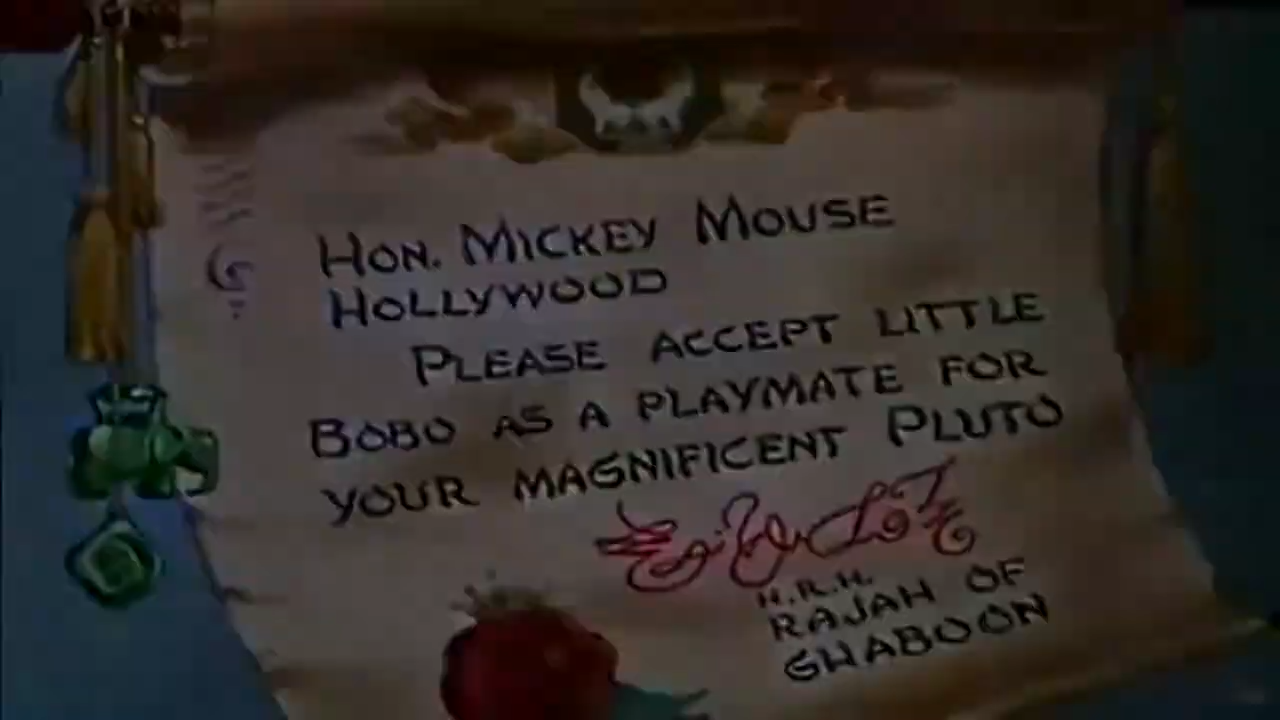 HON. MICKEY MOUSE
HOLLYWOOD
PLEASE ACCEPT LITTLE
BOBO AS A PLAYMATE FOR
YOUR MAGNIFICENT PLUTO
H.R.H.
RAJAH OF
GHABOON